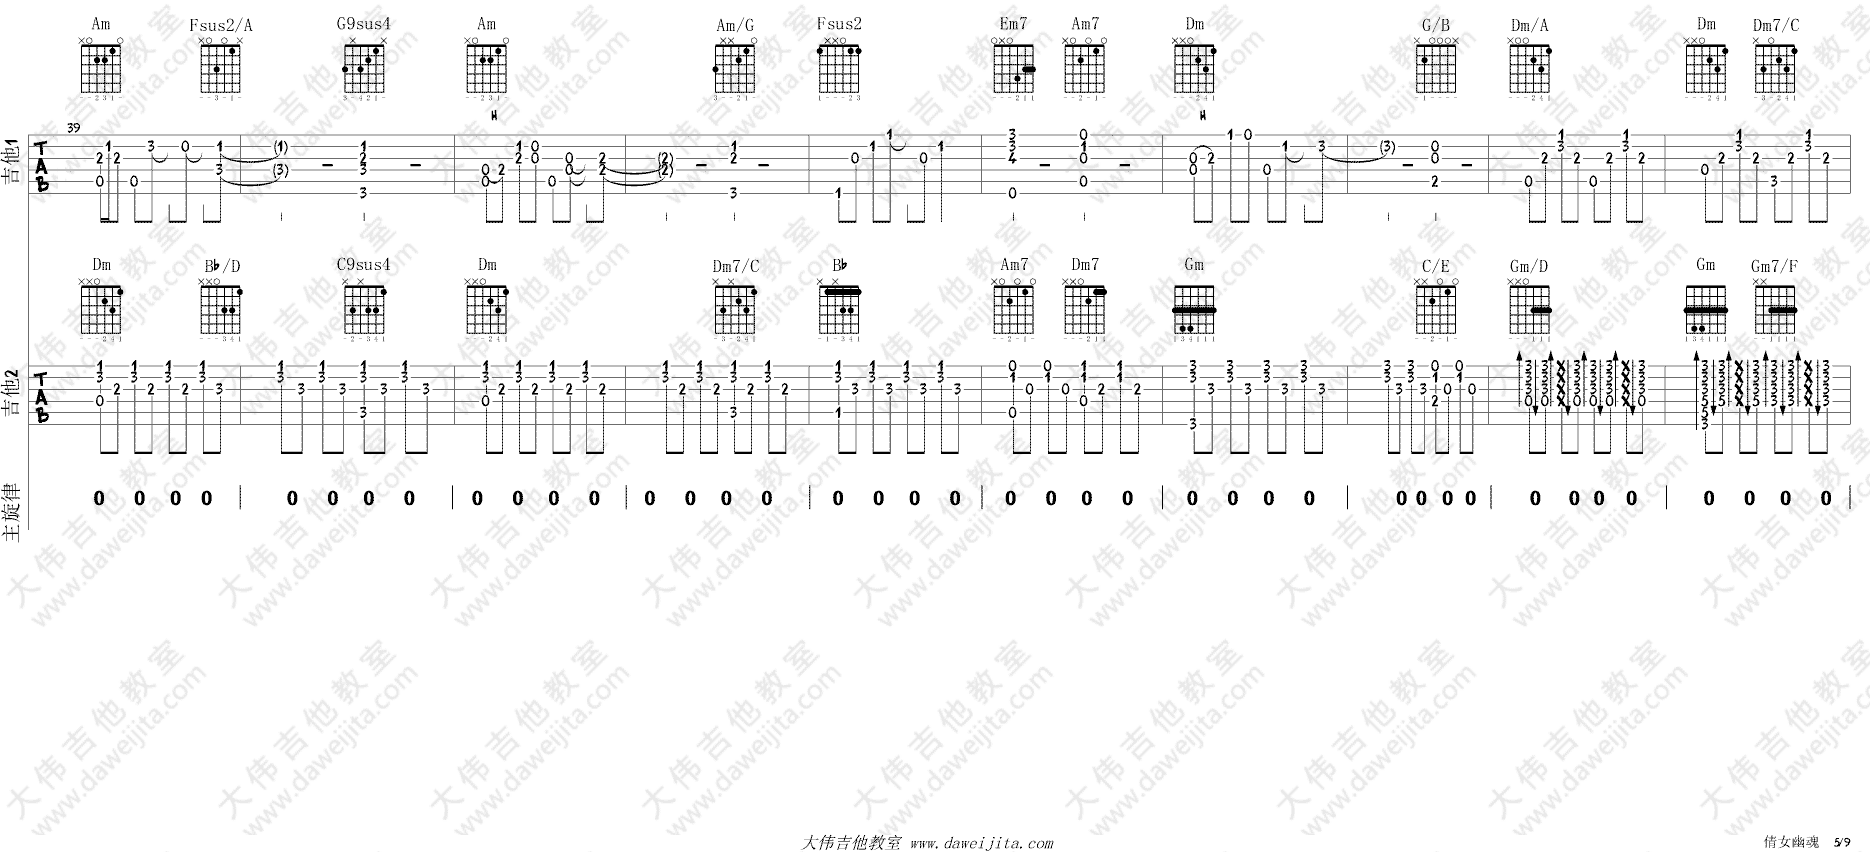 Am Fsus2/A G9sus4 Am Am/G Fsus2 Em7 Am7 Dm G/B Dm/A Dm Dm7/C
吉他1
39
H H
TAB
Dm B♭/D C9sus4 Dm Dm7/C B♭ Am7 Dm7 Gm C/E Gm/D Gm Gm7/F
吉他2
TAB
主旋律
0 0 0 0 | 0 0 0 0 | 0 0 0 0 | 0 0 0 0 | 0 0 0 0 | 0 0 0 0 | 0 0 0 0 | 0 0 0 0 | 0 0 0 0 | 0 0 0 0 |
大伟吉他教室
www.daweijita.com
大伟吉他教室 www.daweijita.com
倩女幽魂 5/9